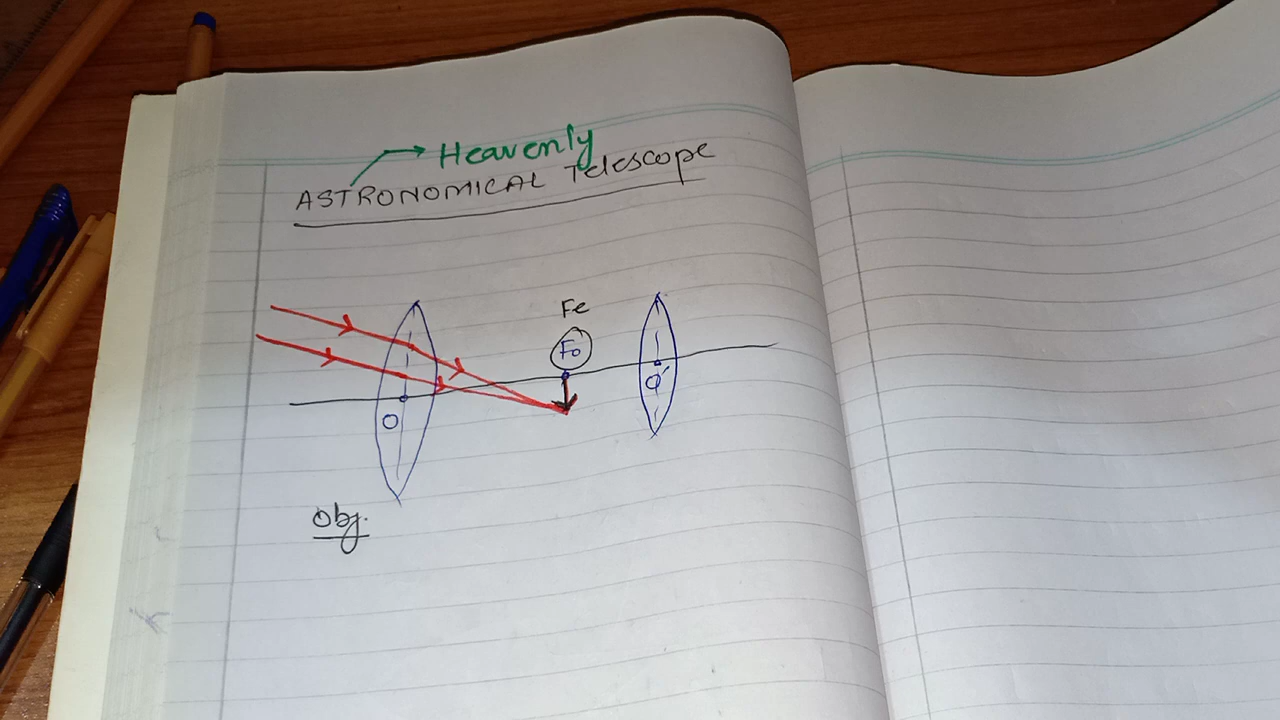 → Heavenly
ASTRONOMICAL Telescope
Fe
Fo
O
O'
Obj.